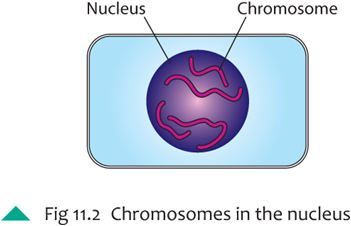 Nucleus Chromosome
Fig 11.2 Chromosomes in the nucleus